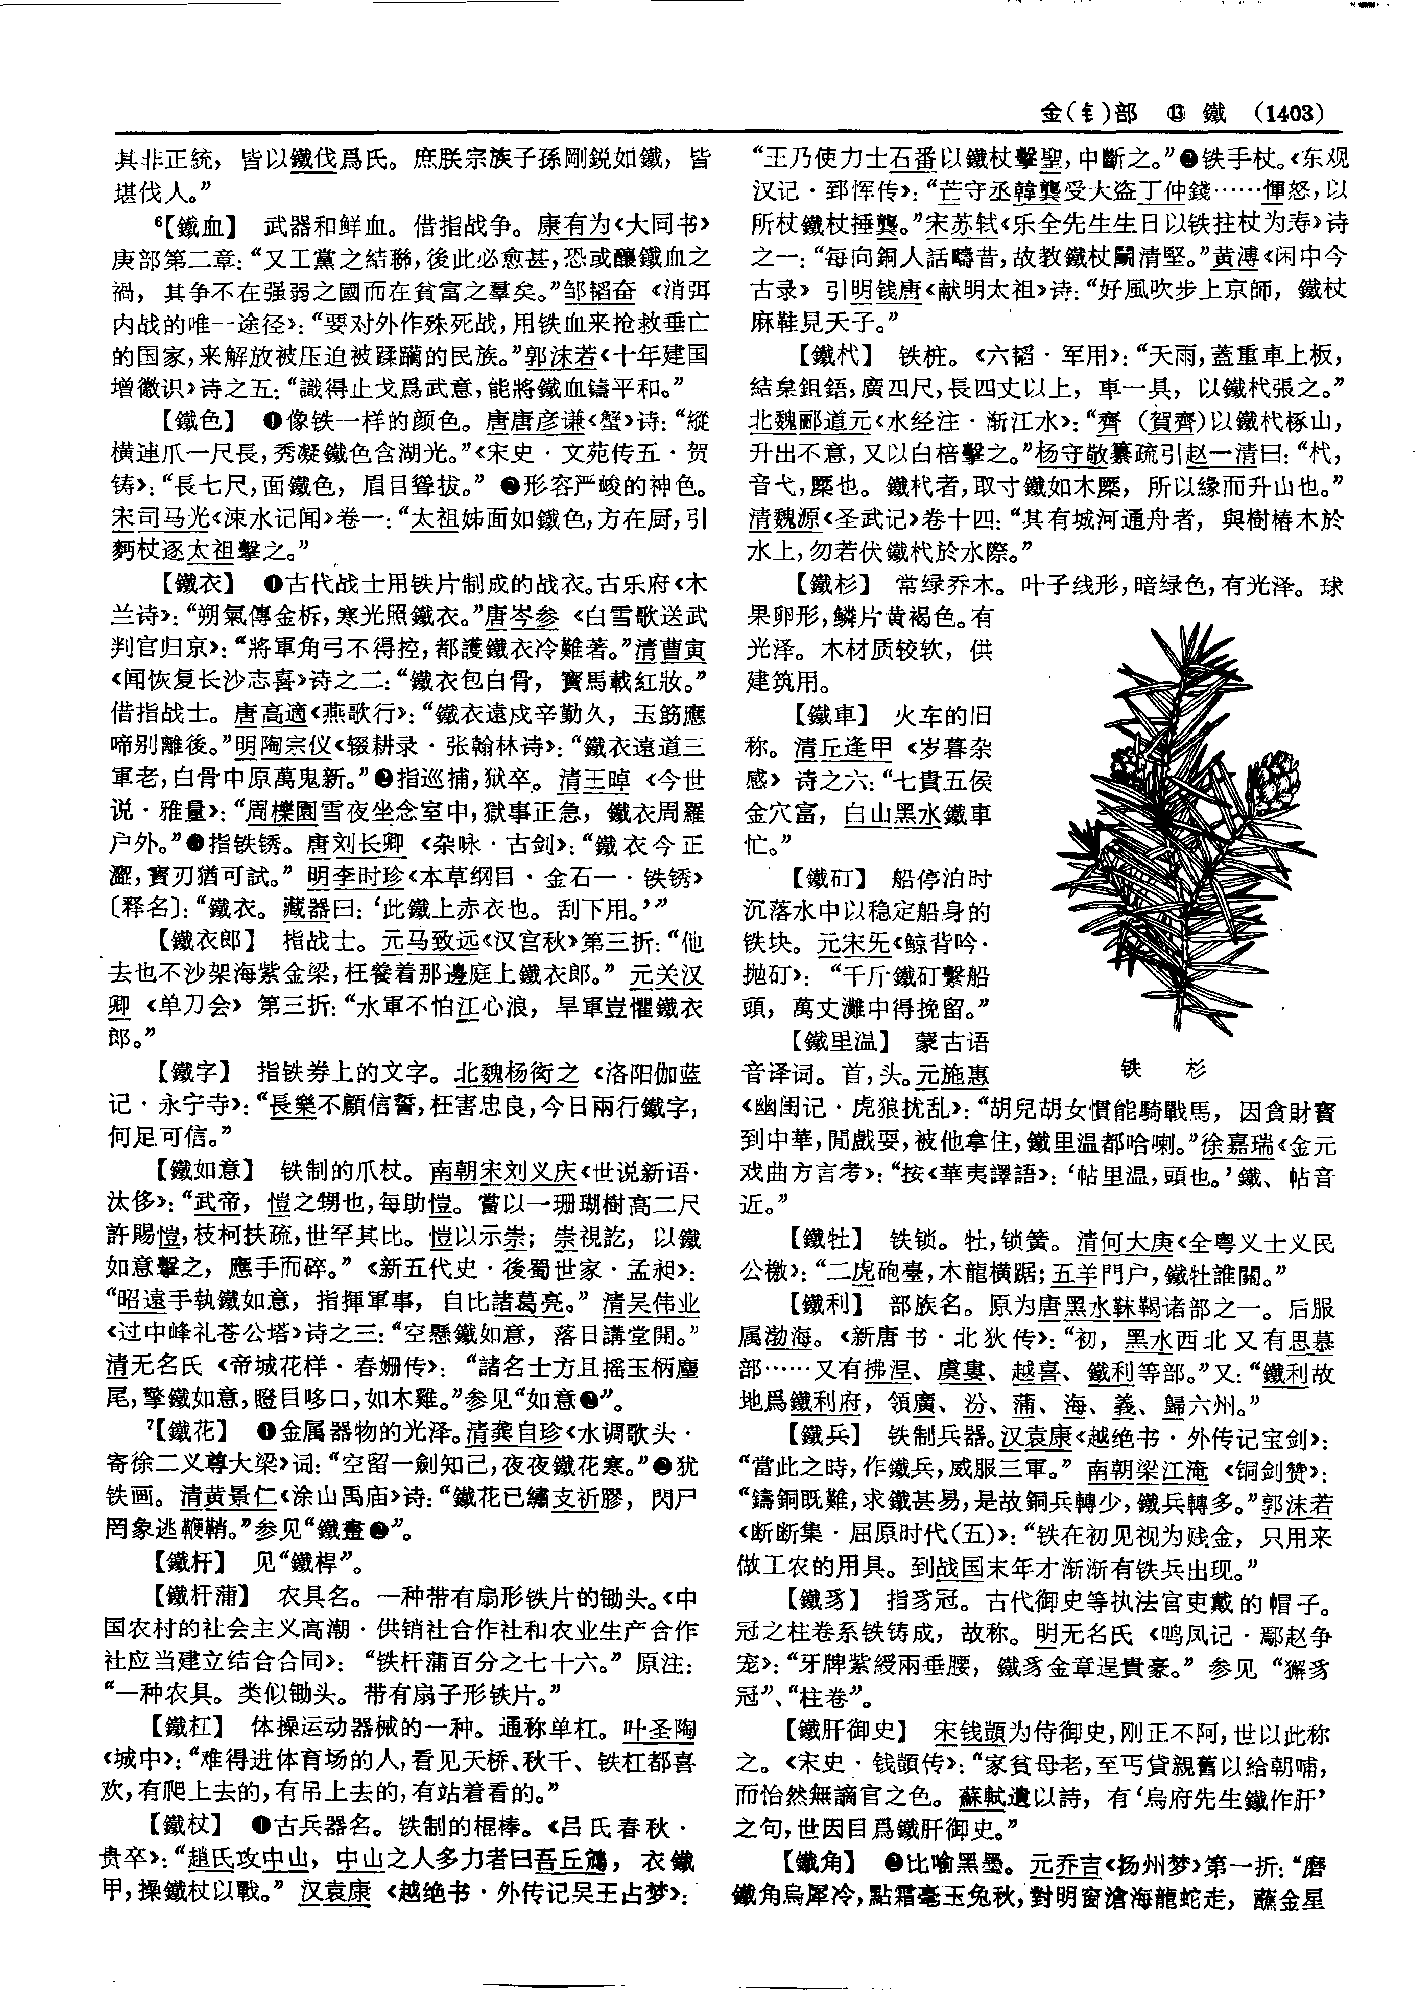 金(钅)部 ⑬ 鐵 (1403)
其非正統，皆以鐵伐爲氏。庶朕宗族子孫剛銳如鐵，皆
堪伐人。”
⁶【鐵血】 武器和鲜血。借指战争。康有为《大同书》
庚部第二章：“又工黨之結聯，後此必愈甚，恐或釀鐵血之
禍，其争不在强弱之國而在貧富之羣矣。”邹韬奋《消弭
内战的唯一途径》：“要对外作殊死战，用铁血来抢救垂亡
的国家，来解放被压迫被蹂躏的民族。”郭沫若《十年建国
增徽识》诗之五：“識得止戈爲武意，能將鐵血鑄平和。”
【鐵色】 ❶像铁一样的颜色。唐唐彦谦《蟹》诗：“縱
横連爪一尺長，秀凝鐵色含湖光。”《宋史·文苑传五·贺
铸》：“長七尺，面鐵色，眉目聳拔。” ❷形容严峻的神色。
宋司马光《涑水记闻》卷一：“太祖姊面如鐵色，方在厨，引
麪杖逐太祖擊之。”
【鐵衣】 ❶古代战士用铁片制成的战衣。古乐府《木
兰诗》：“朔氣傳金柝，寒光照鐵衣。”唐岑参《白雪歌送武
判官归京》：“將軍角弓不得控，都護鐵衣冷難著。”清曹寅
《闻恢复长沙志喜》诗之二：“鐵衣包白骨，寶馬載紅妝。”
借指战士。唐高適《燕歌行》：“鐵衣遠戍辛勤久，玉筯應
啼别離後。”明陶宗仪《辍耕录·张翰林诗》：“鐵衣遠道三
軍老，白骨中原萬鬼新。”❷指巡捕，狱卒。清王晫《今世
说·雅量》：“周櫟園雪夜坐念室中，獄事正急，鐵衣周羅
户外。”❸指铁锈。唐刘长卿《杂咏·古剑》：“鐵衣今正
澀，寶刃猶可試。”明李时珍《本草纲目·金石一·铁锈》
〔释名〕：“鐵衣。藏器曰：‘此鐵上赤衣也。刮下用。’”
【鐵衣郎】 指战士。元马致远《汉宫秋》第三折：“他
去也不沙架海紫金梁，枉養着那邊庭上鐵衣郎。”元关汉
卿《单刀会》第三折：“水軍不怕江心浪，旱軍豈懼鐵衣
郎。”
【鐵字】 指铁券上的文字。北魏杨衒之《洛阳伽蓝
记·永宁寺》：“長樂不顧信誓，枉害忠良，今日兩行鐵字，
何足可信。”
【鐵如意】 铁制的爪杖。南朝宋刘义庆《世说新语·
汰侈》：“武帝，愷之甥也，每助愷。嘗以一珊瑚樹高二尺
許賜愷，枝柯扶疏，世罕其比。愷以示崇；崇視訖，以鐵
如意擊之，應手而碎。”《新五代史·後蜀世家·孟昶》：
“昭遠手執鐵如意，指揮軍事，自比諸葛亮。”清吴伟业
《过中峰礼苍公塔》诗之三：“空懸鐵如意，落日講堂開。”
清无名氏《帝城花样·春姗传》：“諸名士方且摇玉柄麈
尾，擎鐵如意，瞪目哆口，如木雞。”参见“如意❷”。
⁷【鐵花】 ❶金属器物的光泽。清龚自珍《水调歌头·
寄徐二义尊大梁》词：“空留一劍知己，夜夜鐵花寒。”❷犹
铁画。清黄景仁《涂山禹庙》诗：“鐵花已繡支祈膠，閃尸
罔象逃鞭鞘。”参见“鐵畫❷”。
【鐵杆】 见“鐵桿”。
【鐵杆蒲】 农具名。一种带有扇形铁片的锄头。《中
国农村的社会主义高潮·供销社合作社和农业生产合作
社应当建立结合合同》：“铁杆蒲百分之七十六。”原注：
“一种农具。类似锄头。带有扇子形铁片。”
【鐵杠】 体操运动器械的一种。通称单杠。叶圣陶
《城中》：“难得进体育场的人，看见天桥、秋千、铁杠都喜
欢，有爬上去的，有吊上去的，有站着看的。”
【鐵杖】 ❶古兵器名。铁制的棍棒。《吕氏春秋·
贵卒》：“趙氏攻中山，中山之人多力者曰吾丘鴆，衣鐵
甲，操鐵杖以戰。”汉袁康《越绝书·外传记吴王占梦》：
“王乃使力士石番以鐵杖擊聖，中斷之。”❷铁手杖。《东观
汉记·郅恽传》：“芒守丞韓龔受大盗丁仲錢……惲怒，以
所杖鐵杖捶龔。”宋苏轼《乐全先生生日以铁拄杖为寿》诗
之一：“每向銅人話疇昔，故教鐵杖鬭清堅。”黄溥《闲中今
古录》引明钱唐《献明太祖》诗：“好風吹步上京師，鐵杖
麻鞋見天子。”
【鐵杙】 铁桩。《六韬·军用》：“天雨，蓋重車上板，
結枲鉏鋙，廣四尺，長四丈以上，車一具，以鐵杙張之。”
北魏郦道元《水经注·渐江水》：“齊（賀齊）以鐵杙椓山，
升出不意，又以白棓擊之。”杨守敬纂疏引赵一清曰：“杙，
音弋，橜也。鐵杙者，取寸鐵如木橜，所以緣而升山也。”
清魏源《圣武记》卷十四：“其有城河通舟者，與樹樁木於
水上，勿若伏鐵杙於水際。”
【鐵杉】 常绿乔木。叶子线形，暗绿色，有光泽。球
果卵形，鳞片黄褐色。有
光泽。木材质较软，供
建筑用。
【鐵車】 火车的旧
称。清丘逢甲《岁暮杂
感》诗之六：“七貴五侯
金穴富，白山黑水鐵車
忙。”
【鐵矴】 船停泊时
沉落水中以稳定船身的
铁块。元宋旡《鲸背吟·
抛矴》：“千斤鐵矴繫船
頭，萬丈灘中得挽留。”
【鐵里温】 蒙古语
音译词。首，头。元施惠
铁 杉
《幽闺记·虎狼扰乱》：“胡兒胡女慣能騎戰馬，因貪財寳
到中華，閒戲耍，被他拿住，鐵里温都哈喇。”徐嘉瑞《金元
戏曲方言考》：“按《華夷譯語》：‘帖里温，頭也。’鐵、帖音
近。”
【鐵牡】 铁锁。牡，锁簧。清何大庚《全粤义士义民
公檄》：“二虎砲臺，木龍横踞；五羊門户，鐵牡誰關。”
【鐵利】 部族名。原为唐黑水靺鞨诸部之一。后服
属渤海。《新唐书·北狄传》：“初，黑水西北又有思慕
部……又有拂涅、虞婁、越喜、鐵利等部。”又：“鐵利故
地爲鐵利府，領廣、汾、蒲、海、義、歸六州。”
【鐵兵】 铁制兵器。汉袁康《越绝书·外传记宝剑》：
“當此之時，作鐵兵，威服三軍。”南朝梁江淹《铜剑赞》：
“鑄銅既難，求鐵甚易，是故銅兵轉少，鐵兵轉多。”郭沫若
《断断集·屈原时代（五）》：“铁在初见视为贱金，只用来
做工农的用具。到战国末年才渐渐有铁兵出现。”
【鐵豸】 指豸冠。古代御史等执法官吏戴的帽子。
冠之柱卷系铁铸成，故称。明无名氏《鸣凤记·鄢赵争
宠》：“牙牌紫綬兩垂腰，鐵豸金章逞貴豪。”参见“獬豸
冠”、“柱卷”。
【鐵肝御史】 宋钱顗为侍御史，刚正不阿，世以此称
之。《宋史·钱顗传》：“家貧母老，至丐貸親舊以給朝哺，
而怡然無謫官之色。蘇軾遺以詩，有‘烏府先生鐵作肝’
之句，世因目爲鐵肝御史。”
【鐵角】 ❷比喻黑墨。元乔吉《扬州梦》第一折：“磨
鐵角烏犀冷，點霜毫玉兔秋，對明窗滄海龍蛇走，蘸金星